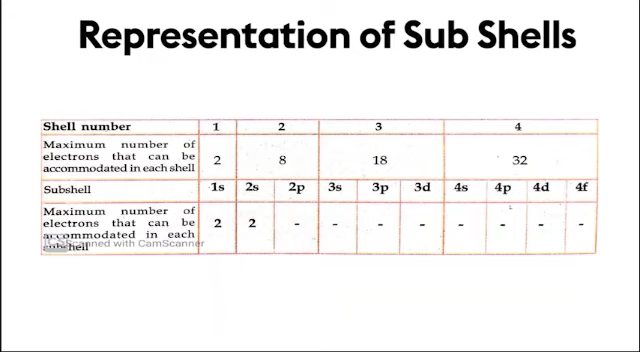 Representation of Sub Shells
Shell number 1 2 3 4
Maximum number of
electrons that can be
accommodated in each shell 2 8 18 32
Subshell 1s 2s 2p 3s 3p 3d 4s 4p 4d 4f
Maximum number of
electrons that can be
accommodated in each 2 2 - - - - - - - -
Scanned with CamScanner
subshell